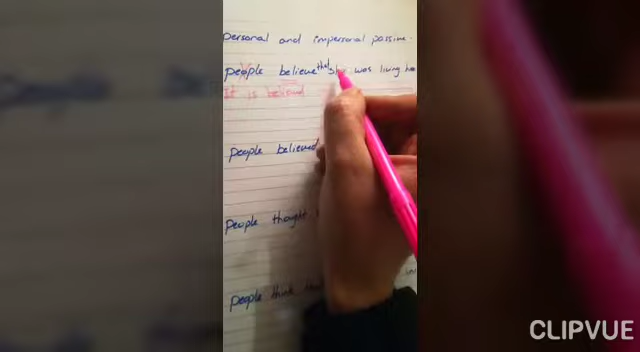 Personal and impersonal passive.
people believe that she was living
It is believed
people believed
people thought
people think
CLIPVUE